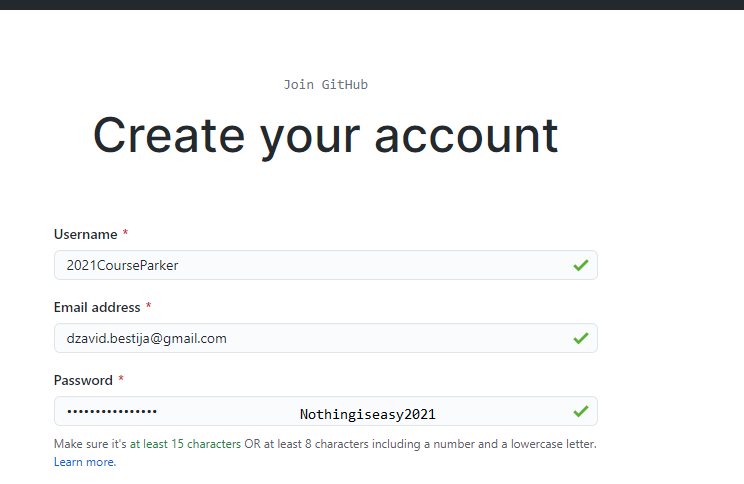 Join GitHub
Create your account
Username *
2021CourseParker
Email address *
dzavid.bestija@gmail.com
Password *
•••••••••••••••• Nothingiseasy2021
Make sure it's at least 15 characters OR at least 8 characters including a number and a lowercase letter.
Learn more.